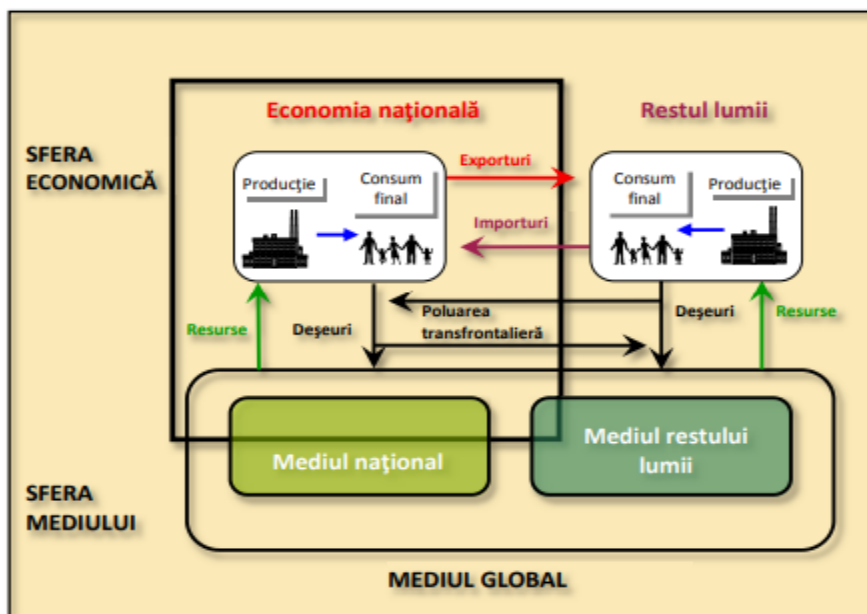 Economia naţională
Restul lumii
SFERA
ECONOMICĂ
Producţie
Consum
final
Exporturi
Importuri
Consum
final
Producţie
Resurse
Deşeuri
Poluarea
transfrontalieră
Deşeuri
Resurse
Mediul naţional
Mediul restului
lumii
SFERA
MEDIULUI
MEDIUL GLOBAL